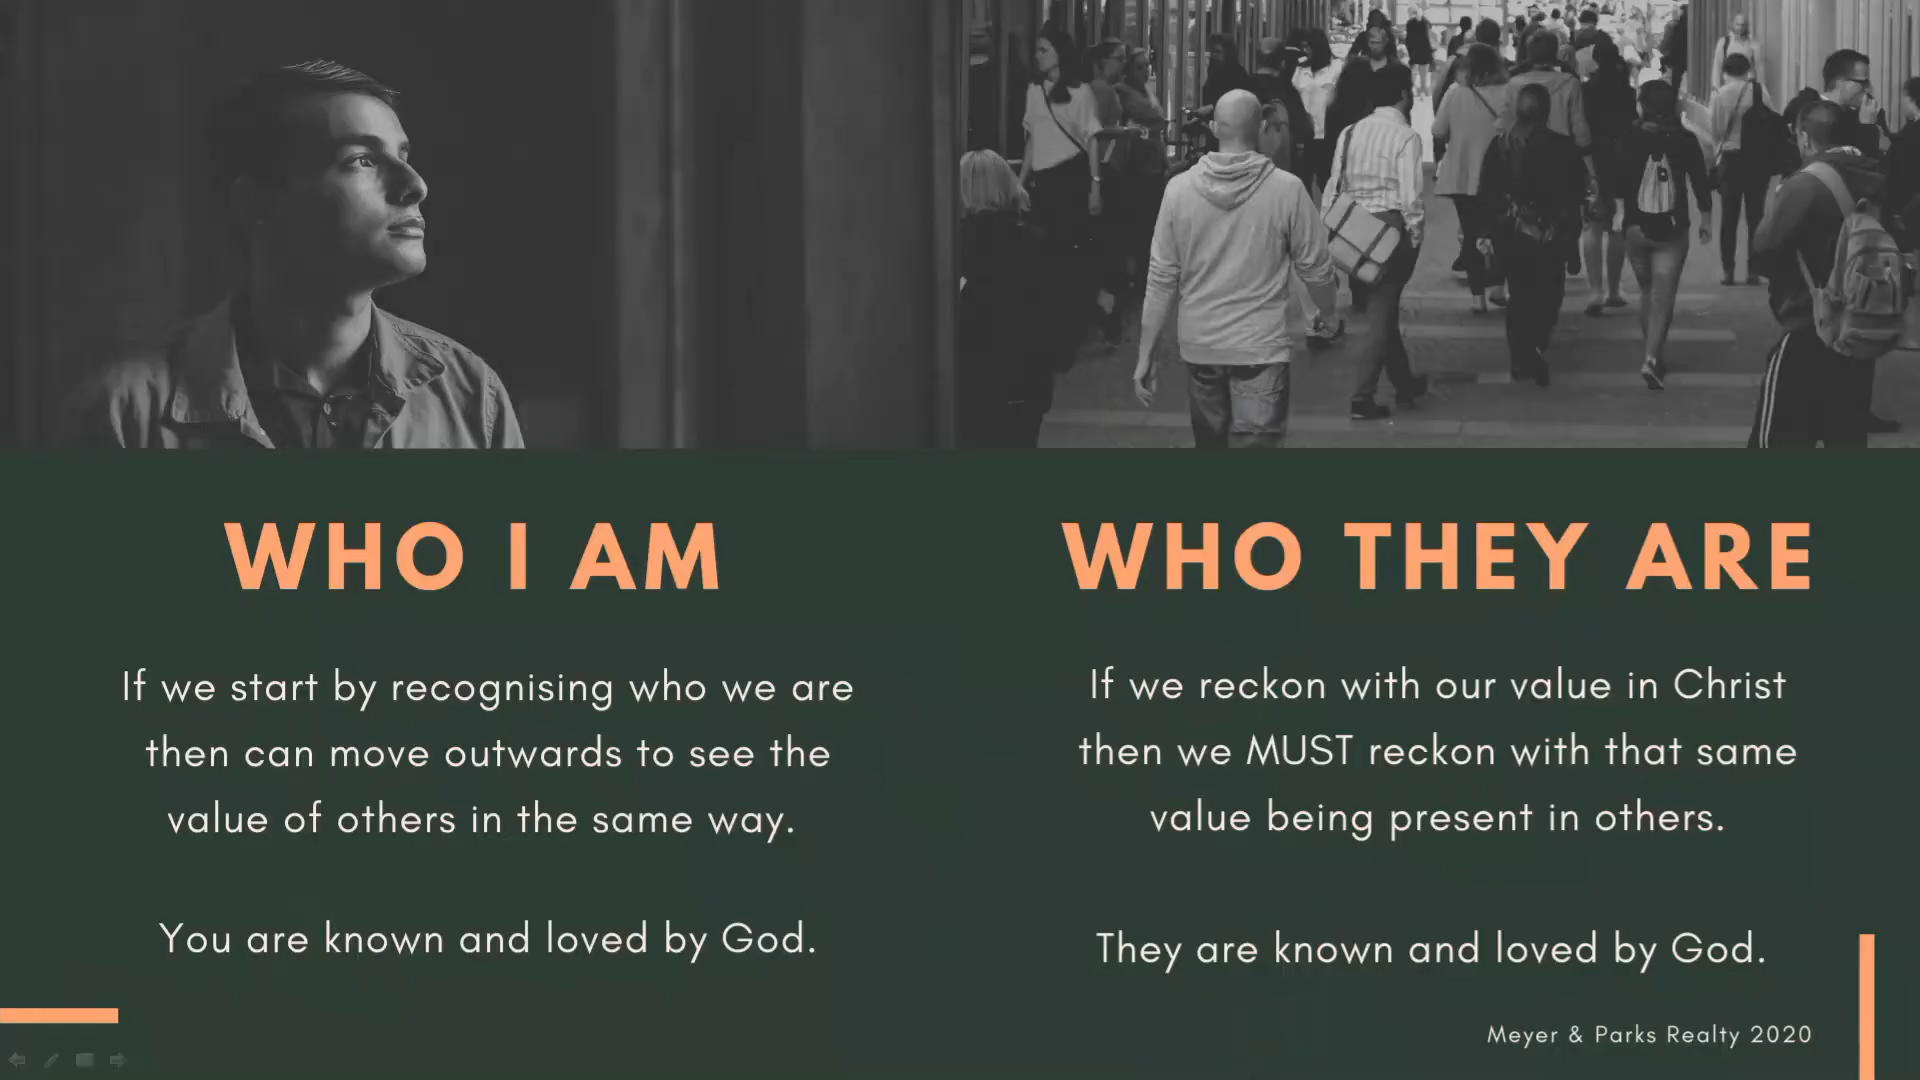 WHO I AM
If we start by recognising who we are
then can move outwards to see the
value of others in the same way.
You are known and loved by God.
WHO THEY ARE
If we reckon with our value in Christ
then we MUST reckon with that same
value being present in others.
They are known and loved by God.
Meyer & Parks Realty 2020